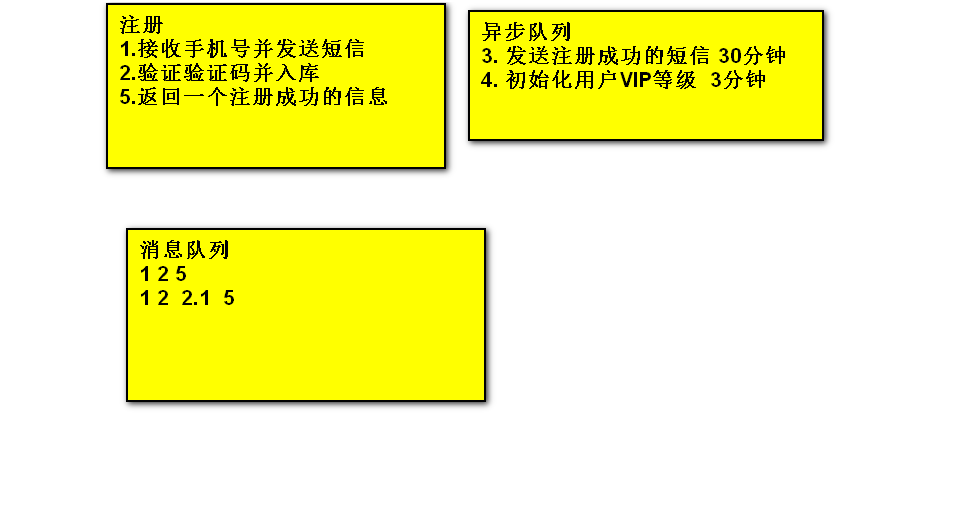 注册
1.接收手机号并发送短信
2.验证验证码并入库
5.返回一个注册成功的信息
异步队列
3. 发送注册成功的短信 30分钟
4. 初始化用户VIP等级 3分钟
消息队列
1 2 5
1 2 2.1 5